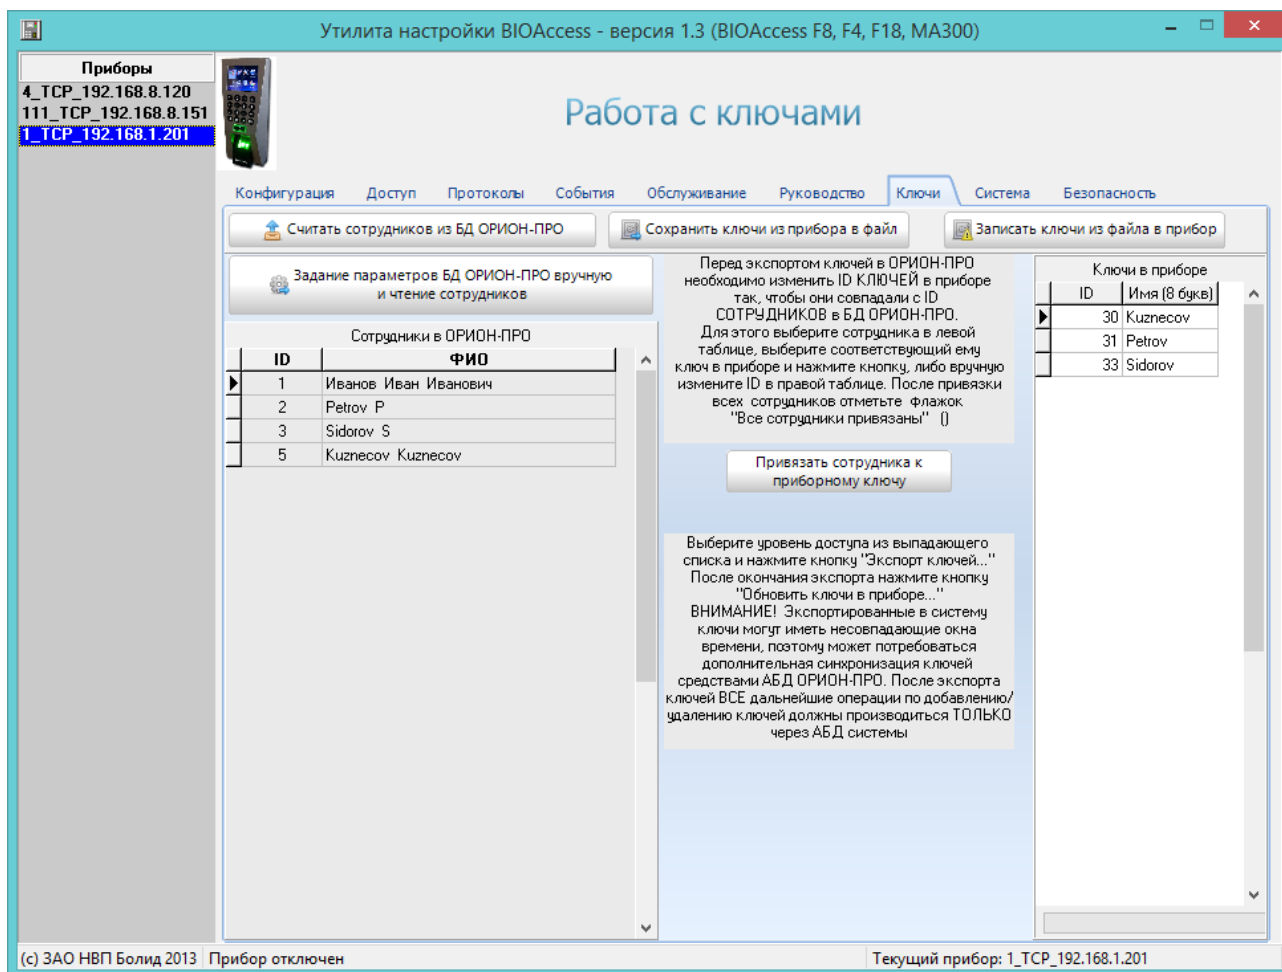 Утилита настройки BIOAccess - версия 1.3 (BIOAccess F8, F4, F18, MA300)
Приборы
4_TCP_192.168.8.120
111_TCP_192.168.8.151
1_TCP_192.168.1.201
Работа с ключами
Конфигурация Доступ Протоколы События Обслуживание Руководство Ключи Система Безопасность
Считать сотрудников из БД ОРИОН-ПРО
Сохранить ключи из прибора в файл
Записать ключи из файла в прибор
Задание параметров БД ОРИОН-ПРО вручную
и чтение сотрудников
Сотрудники в ОРИОН-ПРО
ID ФИО
1 Иванов Иван Иванович
2 Petrov P
3 Sidorov S
5 Kuznecov Kuznecov
Перед экспортом ключей в ОРИОН-ПРО
необходимо изменить ID КЛЮЧЕЙ в приборе
так, чтобы они совпадали с ID
СОТРУДНИКОВ в БД ОРИОН-ПРО.
Для этого выберите сотрудника в левой
таблице, выберите соответствующий ему
ключ в приборе и нажмите кнопку, либо вручную
измените ID в правой таблице. После привязки
всех сотрудников отметьте флажок
"Все сотрудники привязаны" ()
Привязать сотрудника к
приборному ключу
Выберите уровень доступа из выпадающего
списка и нажмите кнопку "Экспорт ключей..."
После окончания экспорта нажмите кнопку
"Обновить ключи в приборе..."
ВНИМАНИЕ! Экспортированные в систему
ключи могут иметь несовпадающие окна
времени, поэтому может потребоваться
дополнительная синхронизация ключей
средствами АБД ОРИОН-ПРО. После экспорта
ключей ВСЕ дальнейшие операции по добавлению/
удалению ключей должны производиться ТОЛЬКО
через АБД системы
Ключи в приборе
ID Имя (8 букв)
30 Kuznecov
31 Petrov
33 Sidorov
(c) ЗАО НВП Болид 2013 Прибор отключен Текущий прибор: 1_TCP_192.168.1.201